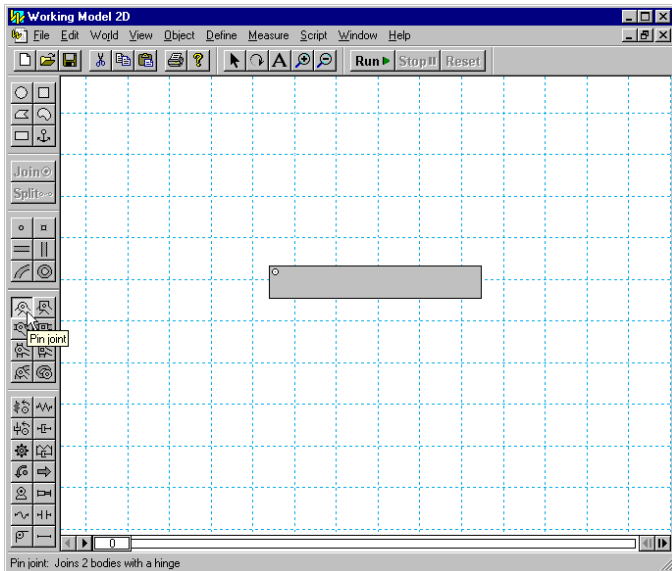 Working Model 2D
File Edit World View Object Define Measure Script Window Help
A Run Stop Reset
Join
Split
Pin joint
0
Pin joint: Joins 2 bodies with a hinge